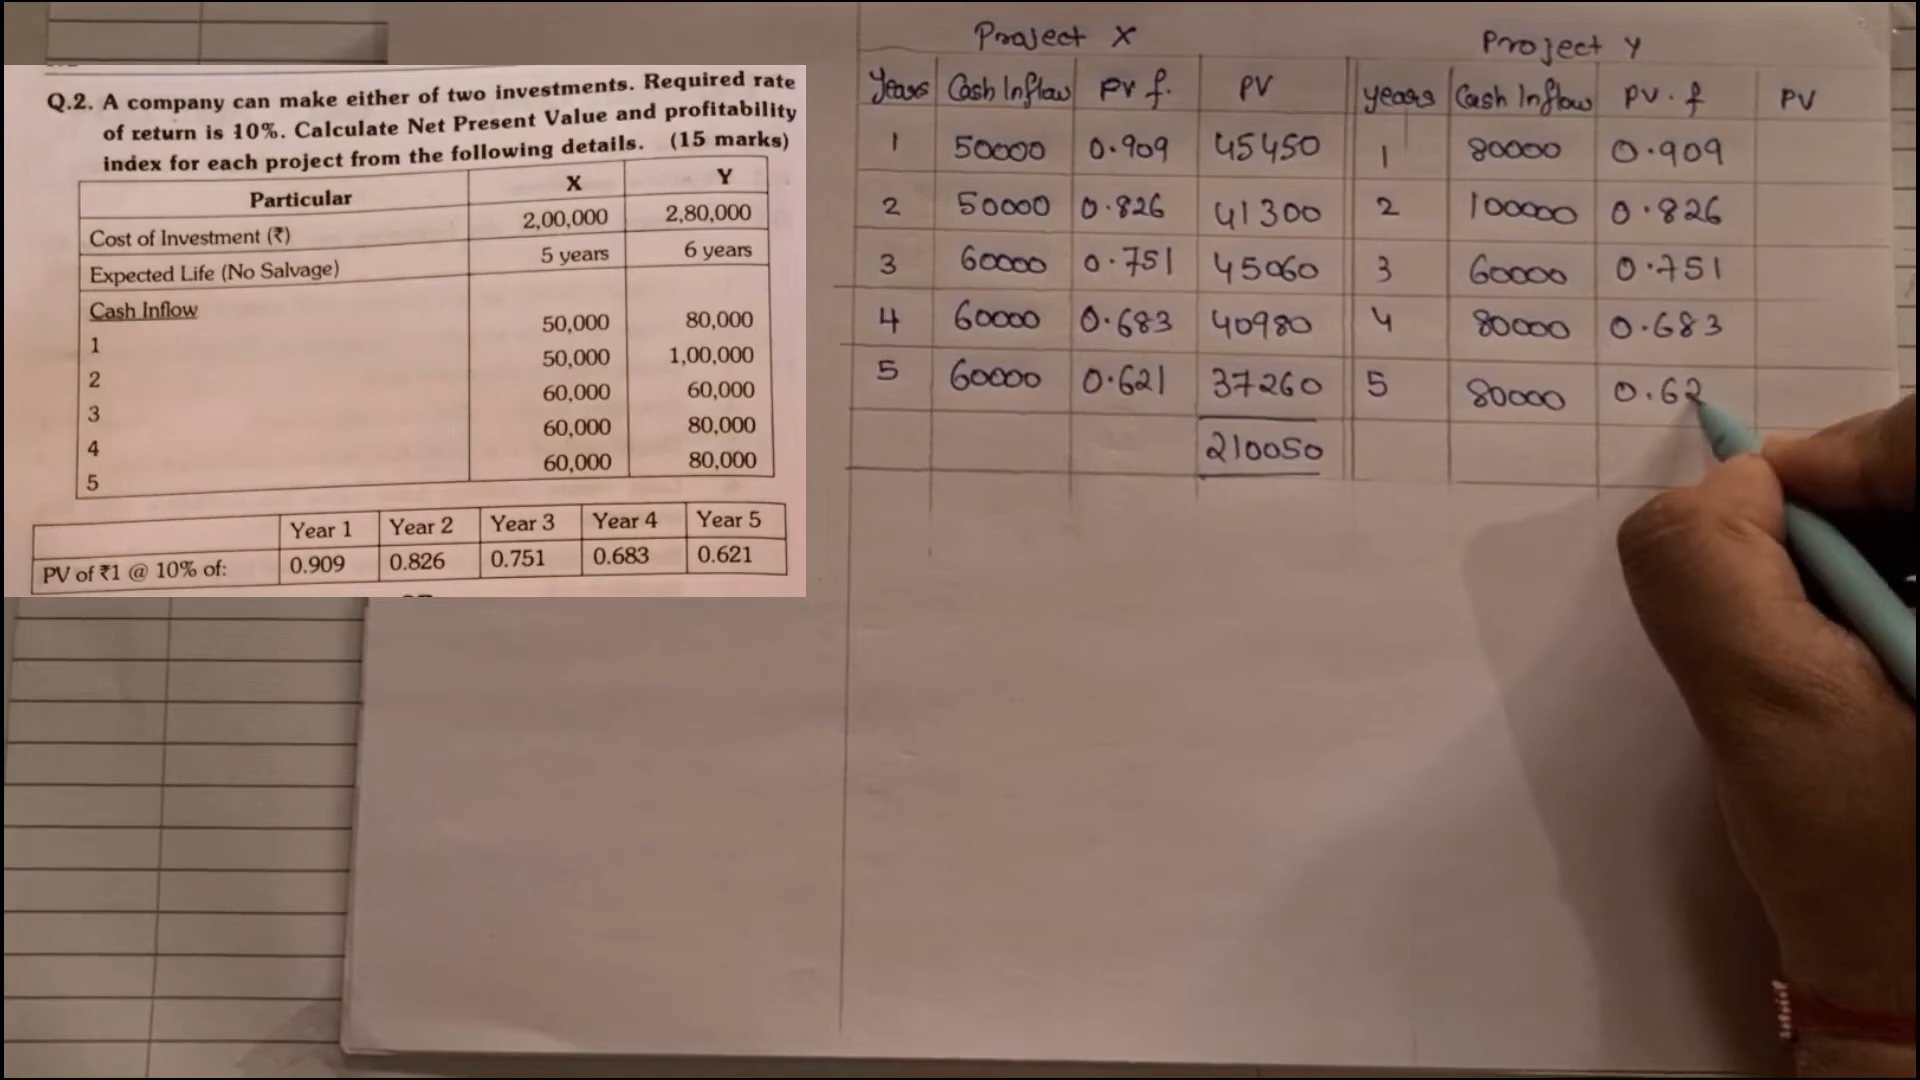 Q.2. A company can make either of two investments. Required rate
of return is 10%. Calculate Net Present Value and profitability
index for each project from the following details. (15 marks)
Particular X Y
Cost of Investment (₹) 2,00,000 2,80,000
Expected Life (No Salvage) 5 years 6 years
Cash Inflow
1 50,000 80,000
2 50,000 1,00,000
3 60,000 60,000
4 60,000 80,000
5 60,000 80,000
Year 1 Year 2 Year 3 Year 4 Year 5
PV of ₹1 @ 10% of: 0.909 0.826 0.751 0.683 0.621
Project X
Years Cash Inflow PV f. PV
1 50000 0.909 45450
2 50000 0.826 41300
3 60000 0.751 45060
4 60000 0.683 40980
5 60000 0.621 37260
210050
Project Y
years Cash Inflow PV.f PV
1 80000 0.909
2 100000 0.826
3 60000 0.751
4 80000 0.683
5 80000 0.62